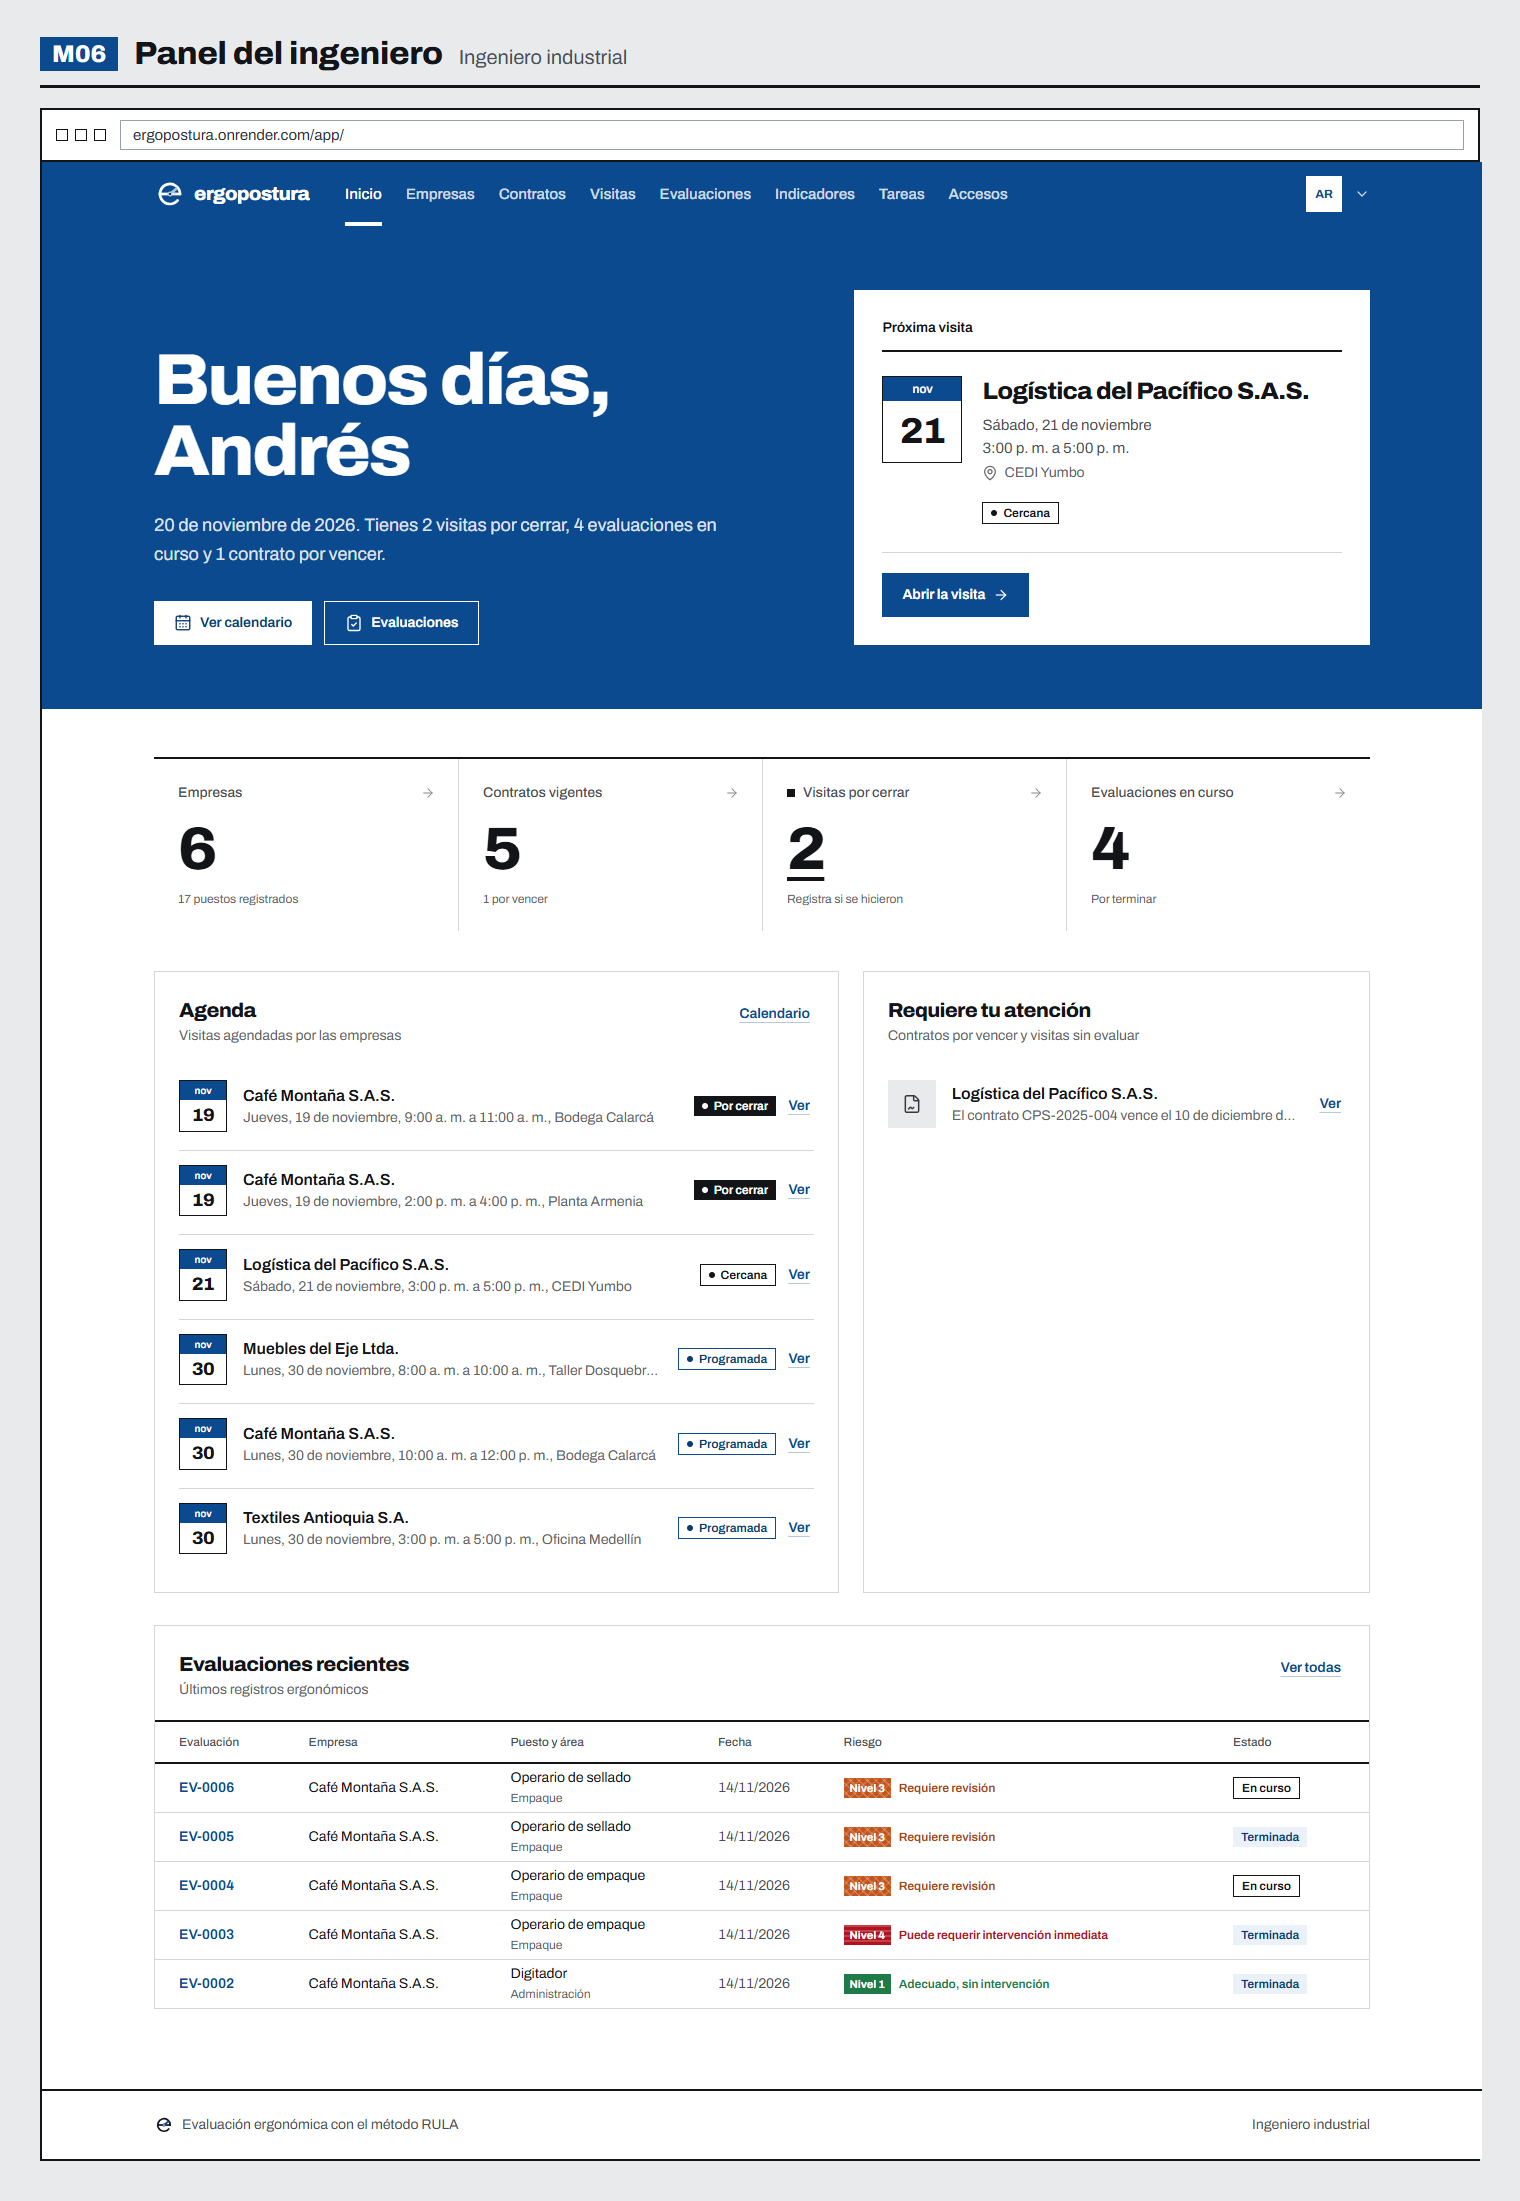 M06 Panel del ingeniero Ingeniero industrial
ergopostura.onrender.com/app/
ergopostura Inicio Empresas Contratos Visitas Evaluaciones Indicadores Tareas Accesos AR
Buenos días,
Andrés
20 de noviembre de 2026. Tienes 2 visitas por cerrar, 4 evaluaciones en
curso y 1 contrato por vencer.
Ver calendario Evaluaciones
Próxima visita
nov
21
Logística del Pacífico S.A.S.
Sábado, 21 de noviembre
3:00 p. m. a 5:00 p. m.
CEDI Yumbo
Cercana
Abrir la visita
Empresas
6
17 puestos registrados
Contratos vigentes
5
1 por vencer
Visitas por cerrar
2
Registra si se hicieron
Evaluaciones en curso
4
Por terminar
Agenda
Calendario
Visitas agendadas por las empresas
nov
19
Café Montaña S.A.S.
Jueves, 19 de noviembre, 9:00 a. m. a 11:00 a. m., Bodega Calarcá
Por cerrar Ver
nov
19
Café Montaña S.A.S.
Jueves, 19 de noviembre, 2:00 p. m. a 4:00 p. m., Planta Armenia
Por cerrar Ver
nov
21
Logística del Pacífico S.A.S.
Sábado, 21 de noviembre, 3:00 p. m. a 5:00 p. m., CEDI Yumbo
Cercana Ver
nov
30
Muebles del Eje Ltda.
Lunes, 30 de noviembre, 8:00 a. m. a 10:00 a. m., Taller Dosquebr...
Programada Ver
nov
30
Café Montaña S.A.S.
Lunes, 30 de noviembre, 10:00 a. m. a 12:00 p. m., Bodega Calarcá
Programada Ver
nov
30
Textiles Antioquia S.A.
Lunes, 30 de noviembre, 3:00 p. m. a 5:00 p. m., Oficina Medellín
Programada Ver
Requiere tu atención
Contratos por vencer y visitas sin evaluar
Logística del Pacífico S.A.S.
El contrato CPS-2025-004 vence el 10 de diciembre d...
Ver
Evaluaciones recientes
Ver todas
Últimos registros ergonómicos
Evaluación Empresa Puesto y área Fecha Riesgo Estado
EV-0006 Café Montaña S.A.S. Operario de sellado 14/11/2026 Nivel 3 Requiere revisión En curso
Empaque
EV-0005 Café Montaña S.A.S. Operario de sellado 14/11/2026 Nivel 3 Requiere revisión Terminada
Empaque
EV-0004 Café Montaña S.A.S. Operario de empaque 14/11/2026 Nivel 3 Requiere revisión En curso
Empaque
EV-0003 Café Montaña S.A.S. Operario de empaque 14/11/2026 Nivel 4 Puede requerir intervención inmediata Terminada
Empaque
EV-0002 Café Montaña S.A.S. Digitador 14/11/2026 Nivel 1 Adecuado, sin intervención Terminada
Administración
Evaluación ergonómica con el método RULA
Ingeniero industrial